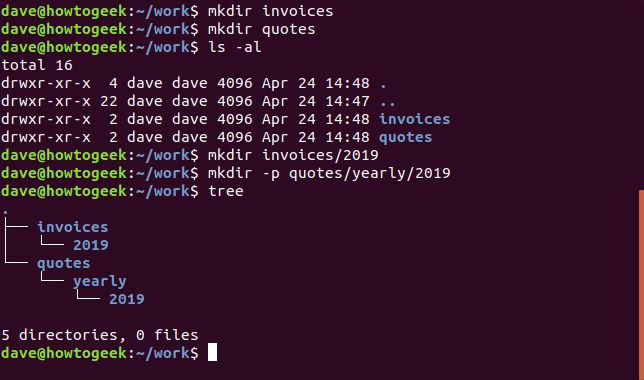 dave@howtogeek:~/work$ mkdir invoices
dave@howtogeek:~/work$ mkdir quotes
dave@howtogeek:~/work$ ls -al
total 16
drwxr-xr-x  4 dave dave 4096 Apr 24 14:48 .
drwxr-xr-x 22 dave dave 4096 Apr 24 14:47 ..
drwxr-xr-x  2 dave dave 4096 Apr 24 14:48 invoices
drwxr-xr-x  2 dave dave 4096 Apr 24 14:48 quotes
dave@howtogeek:~/work$ mkdir invoices/2019
dave@howtogeek:~/work$ mkdir -p quotes/yearly/2019
dave@howtogeek:~/work$ tree
.
├── invoices
│   └── 2019
└── quotes
    └── yearly
        └── 2019

5 directories, 0 files
dave@howtogeek:~/work$